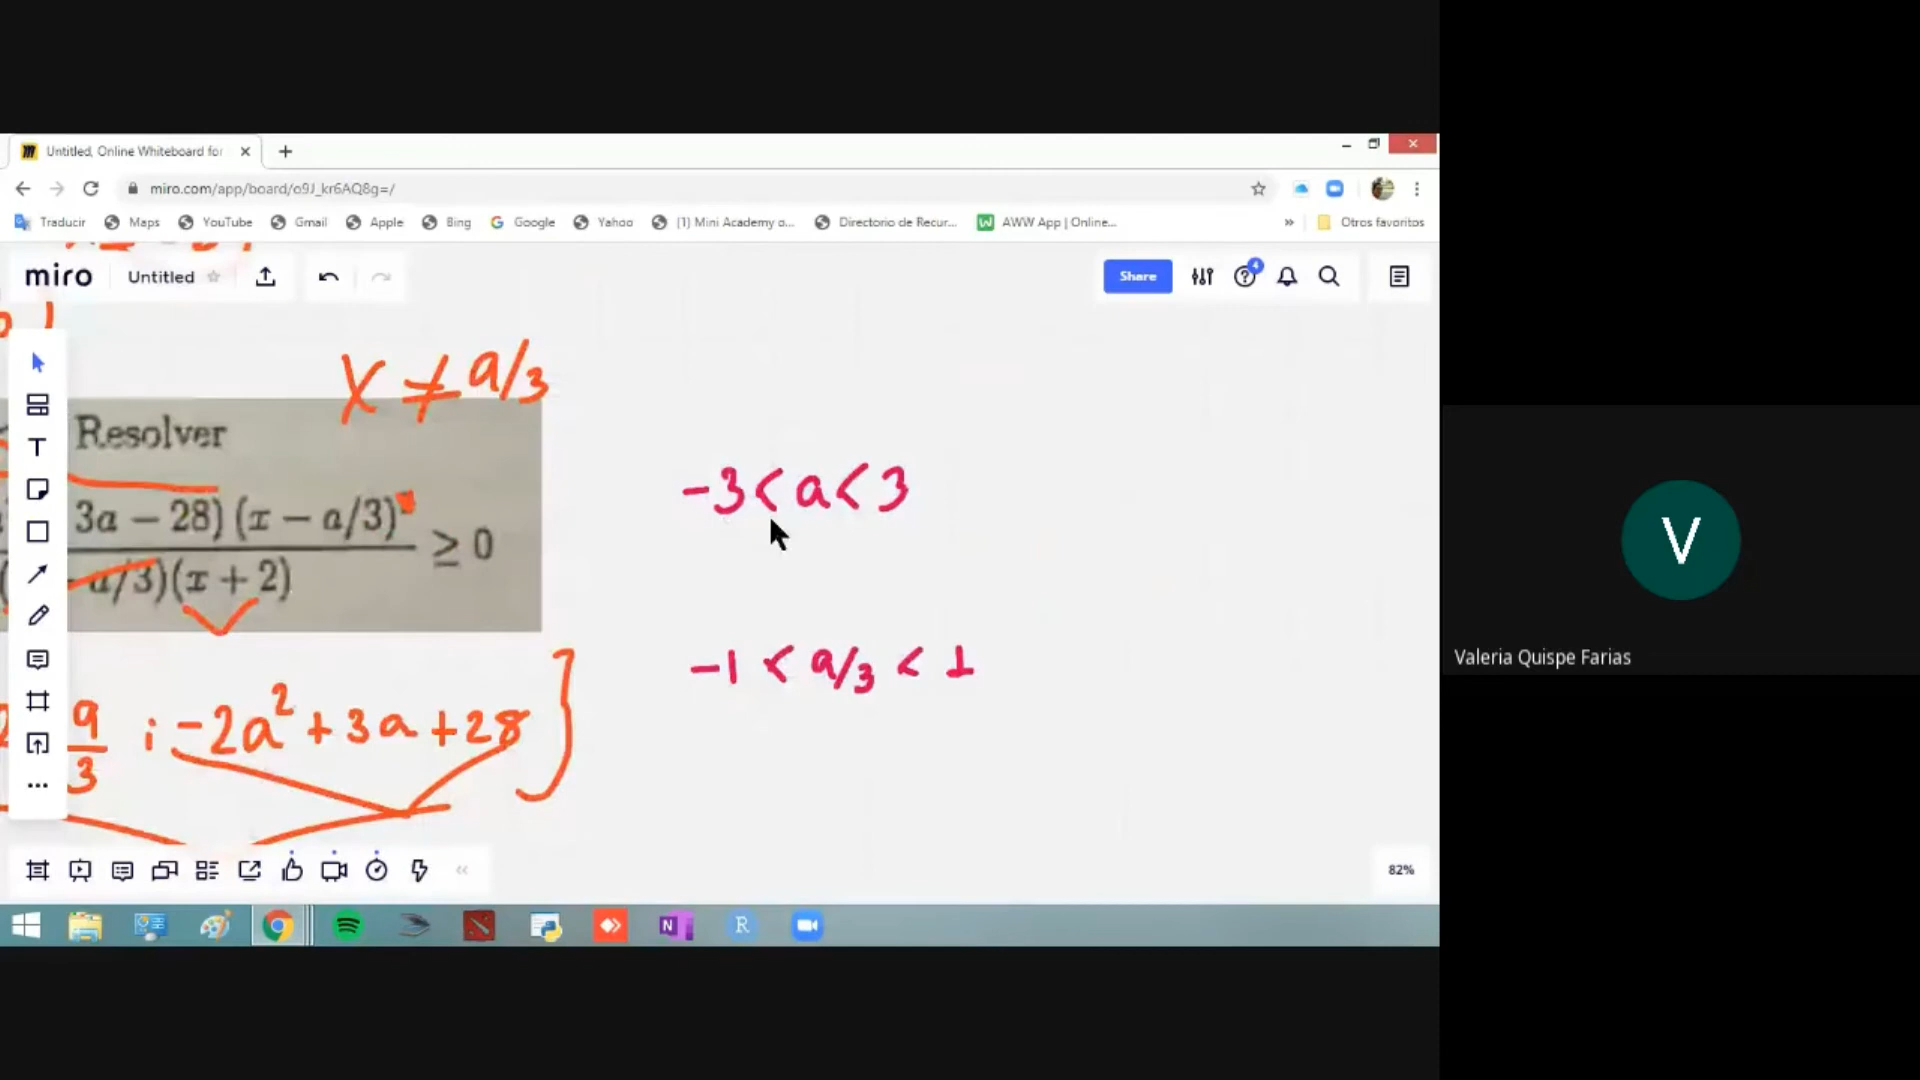 Untitled, Online Whiteboard for
miro.com/app/board/o9J_kr6AQ8g=/
Traducir Maps YouTube Gmail Apple Bing Google Yahoo (1) Mini Academy o... Directorio de Recur... AWW App | Online... » Otros favoritos
miro Untitled Share 4
X ≠ a/3
Resolver
3a − 28) (x − a/3)
≥ 0
a/3)(x + 2)
-3 < a < 3
-1 < a/3 < 1
a/3 ; -2a² + 3a + 28 ]
82%
V
Valeria Quispe Farias